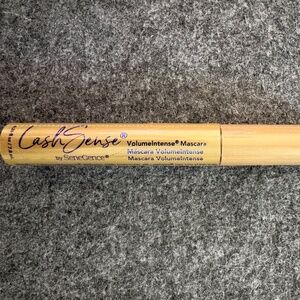 LashSense®
by SeneGence®
VolumeIntense® Mascara
Máscara VolumeIntense
Mascara VolumeIntense